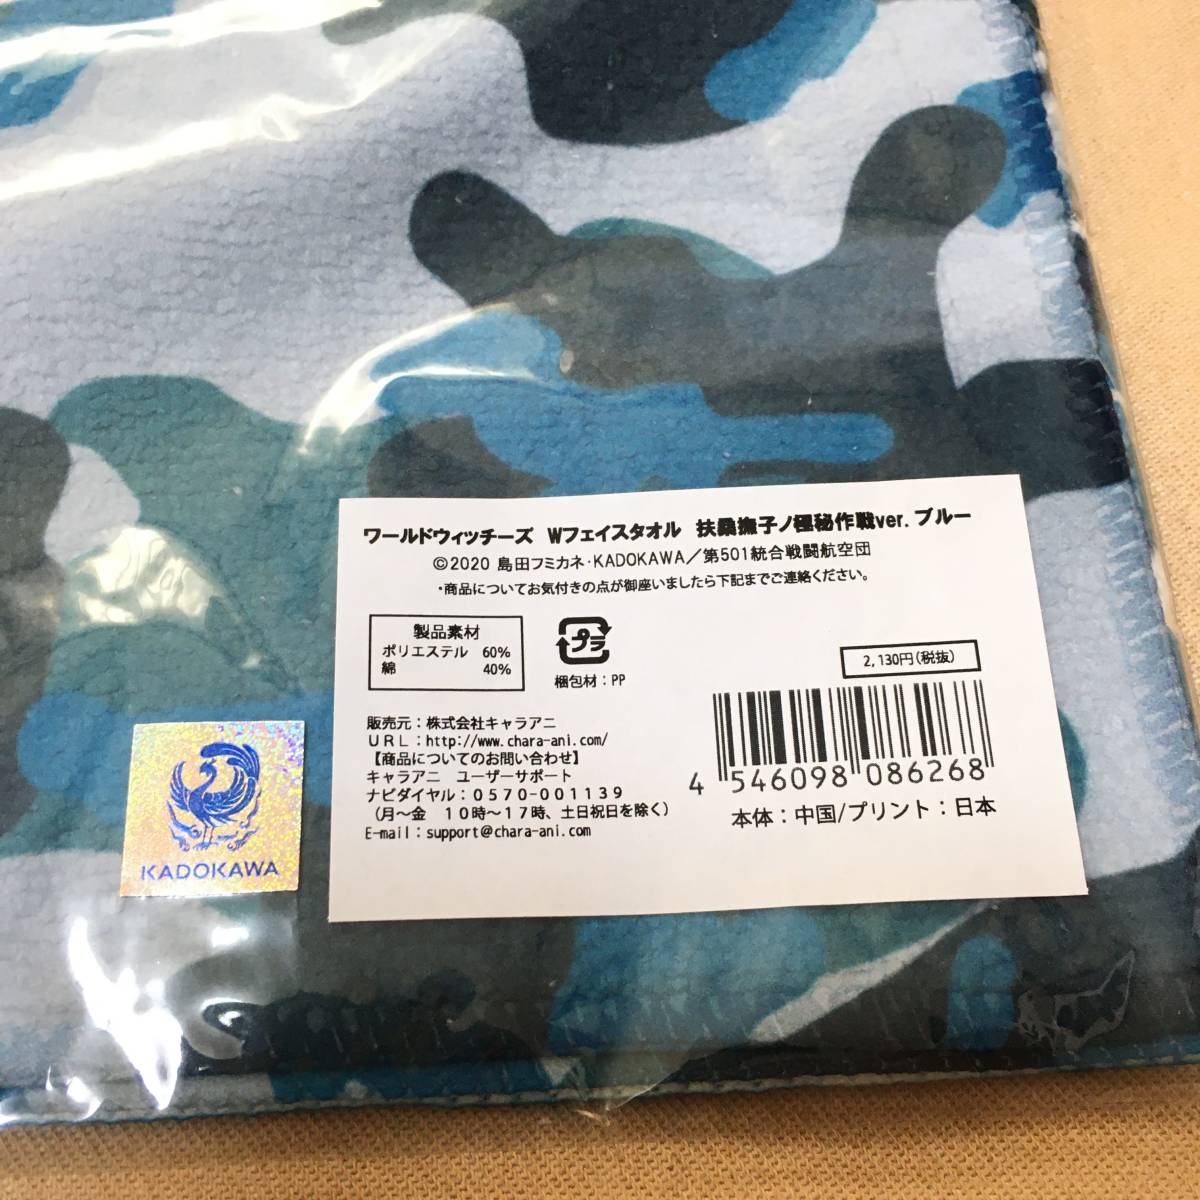 ワールドウィッチーズ Wフェイスタオル 扶桑撫子ノ極秘作戦ver. ブルー
©2020 島田フミカネ・KADOKAWA／第501統合戦闘航空団
・商品についてお気付きの点が御座いましたら下記までご連絡ください。
製品素材
ポリエステル 60%
綿 40%
プラ
梱包材：PP
2,130円(税抜)
販売元：株式会社キャラアニ
ＵＲＬ：http://www.chara-ani.com/
【商品についてのお問い合わせ】
キャラアニ ユーザーサポート
ナビダイヤル：0570-001139
（月～金 １０時～１７時、土日祝日を除く）
E-mail：support@chara-ani.com
4 546098 086268
本体：中国/プリント：日本
KADOKAWA